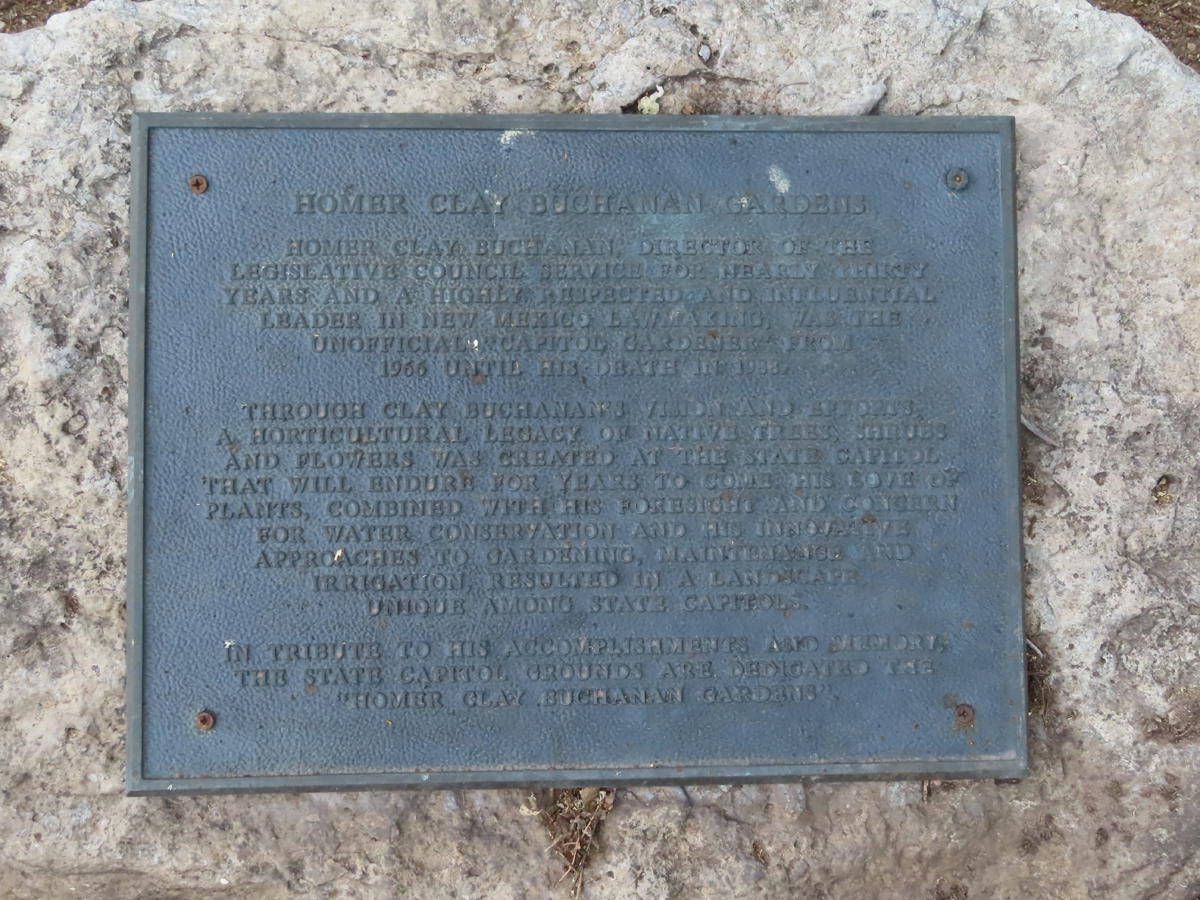 HOMER CLAY BUCHANAN GARDENS
HOMER CLAY BUCHANAN, DIRECTOR OF THE
LEGISLATIVE COUNCIL SERVICE FOR NEARLY THIRTY
YEARS AND A HIGHLY RESPECTED AND INFLUENTIAL
LEADER IN NEW MEXICO LAWMAKING, WAS THE
UNOFFICIAL "CAPITOL GARDENER" FROM
1966 UNTIL HIS DEATH IN 1988.
THROUGH CLAY BUCHANAN'S VISION AND EFFORTS,
A HORTICULTURAL LEGACY OF NATIVE TREES, SHRUBS
AND FLOWERS WAS CREATED AT THE STATE CAPITOL
THAT WILL ENDURE FOR YEARS TO COME. HIS LOVE OF
PLANTS, COMBINED WITH HIS FORESIGHT AND CONCERN
FOR WATER CONSERVATION AND HIS INNOVATIVE
APPROACHES TO GARDENING, MAINTENANCE AND
IRRIGATION, RESULTED IN A LANDSCAPE
UNIQUE AMONG STATE CAPITOLS.
IN TRIBUTE TO HIS ACCOMPLISHMENTS AND MEMORY,
THE STATE CAPITOL GROUNDS ARE DEDICATED THE
"HOMER CLAY BUCHANAN GARDENS".